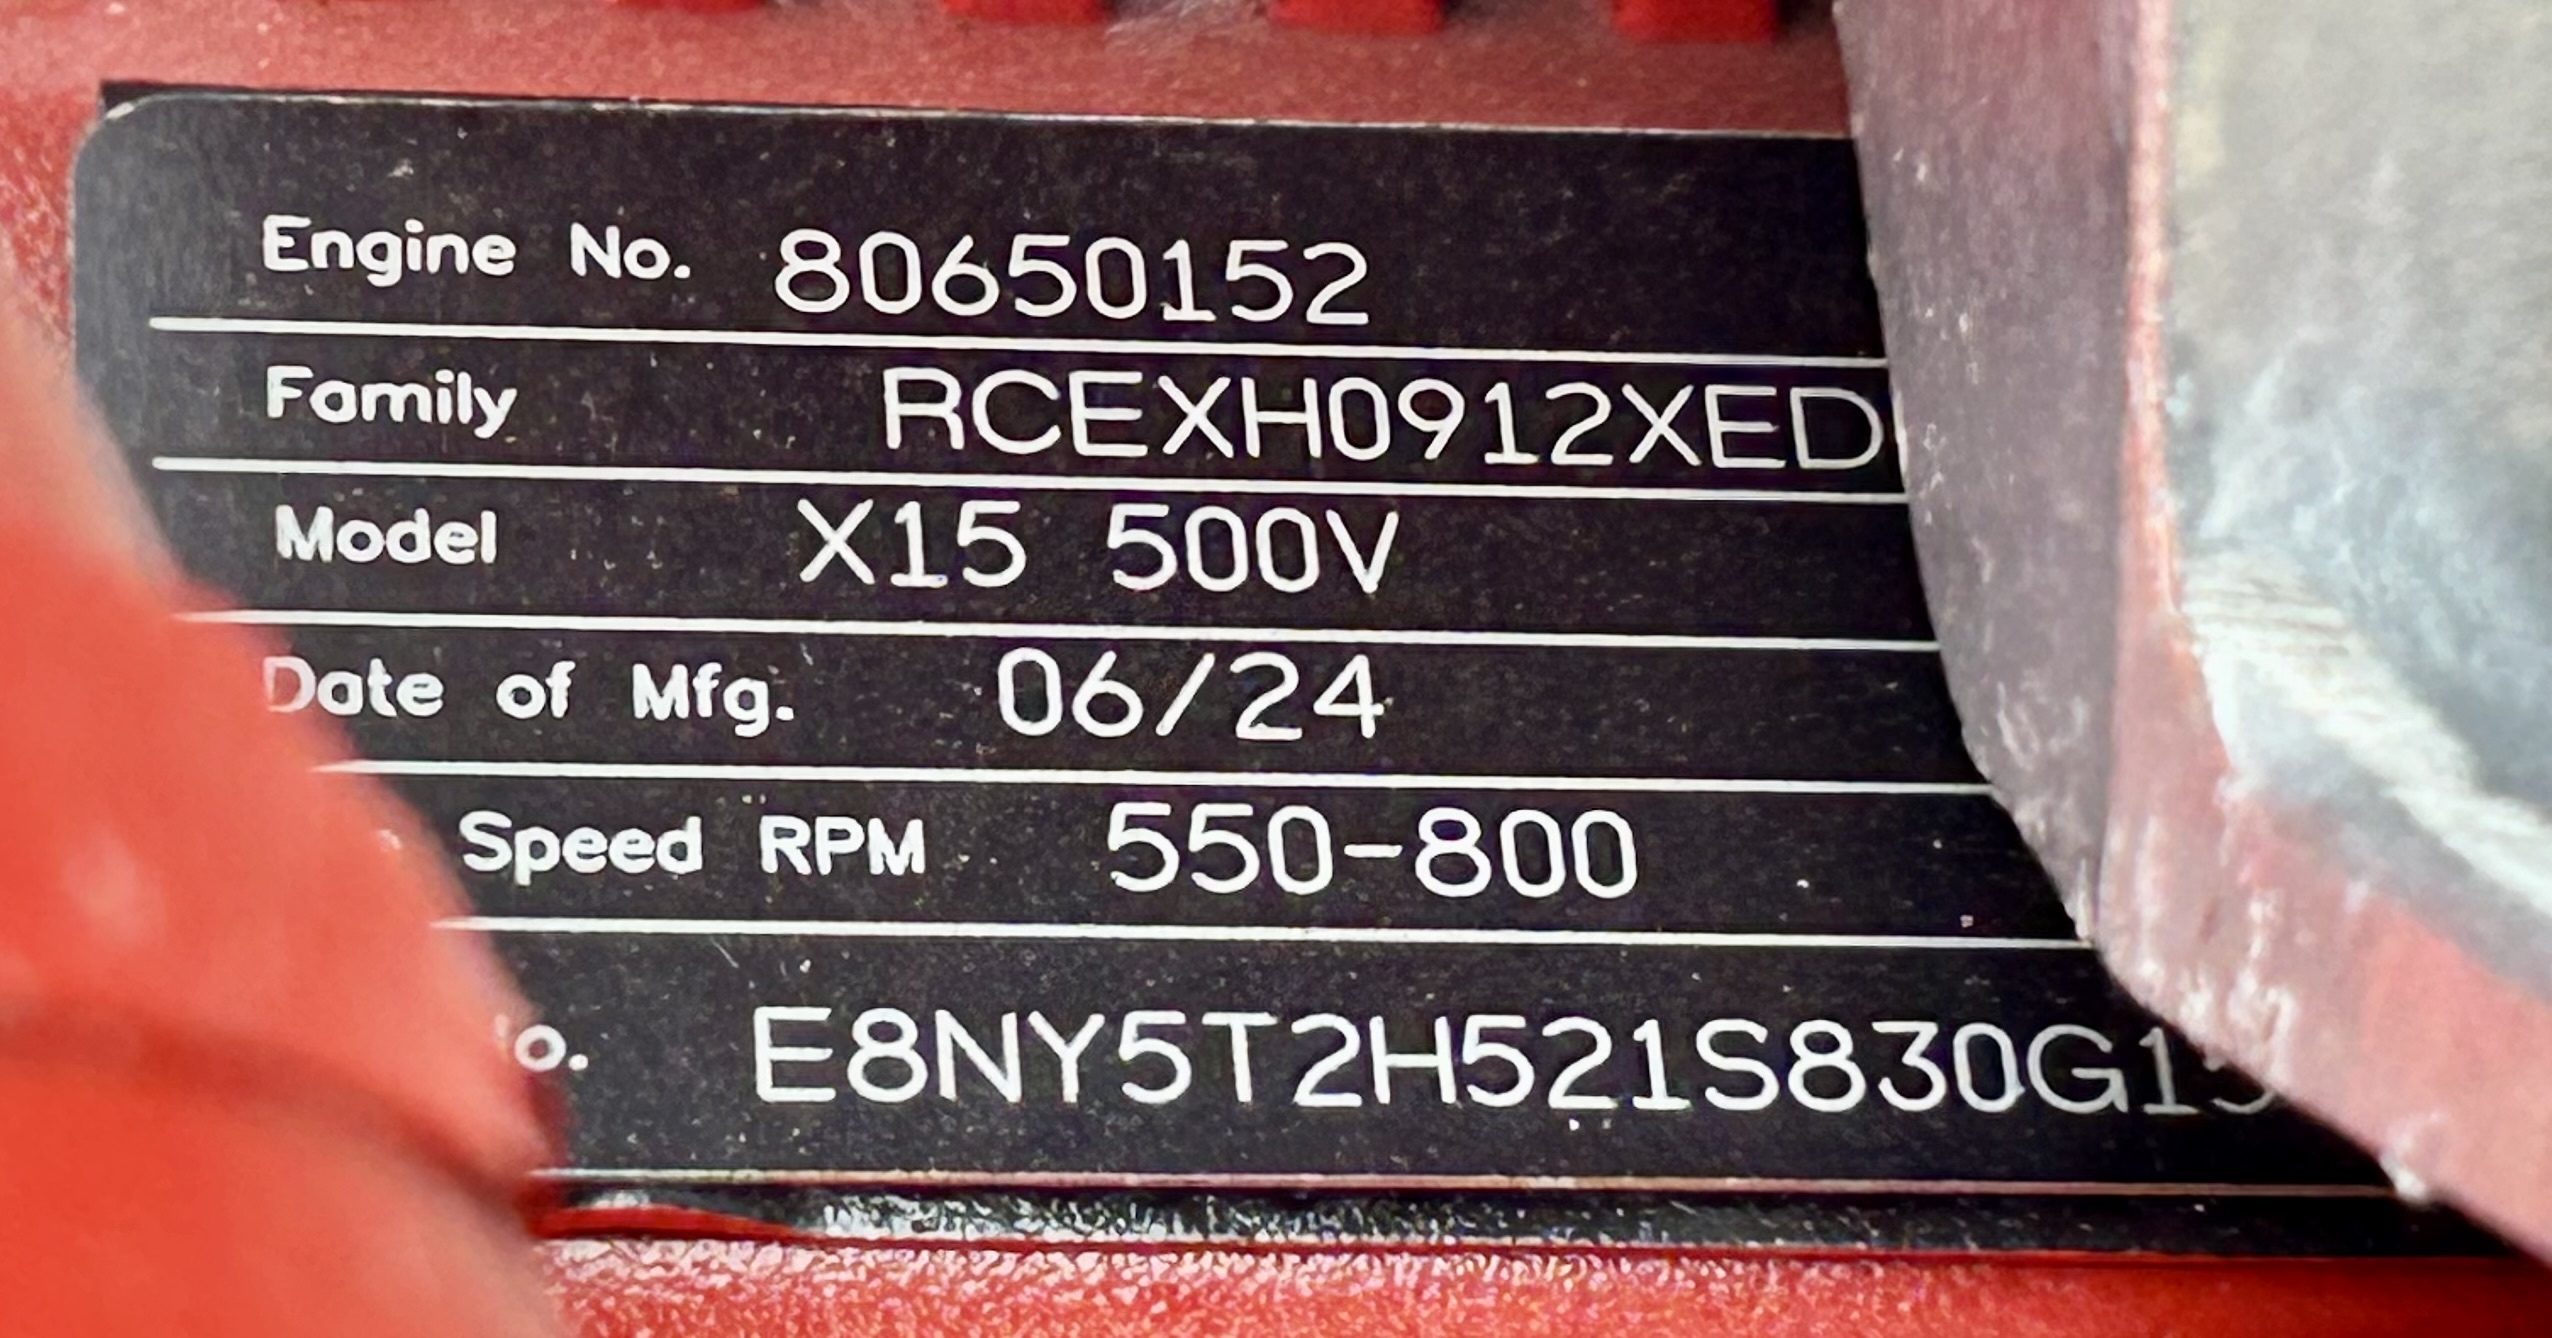 Engine No. 80650152
Family RCEXH0912XED
Model X15 500V
Date of Mfg. 06/24
Speed RPM 550-800
E8NY5T2H521S830G1